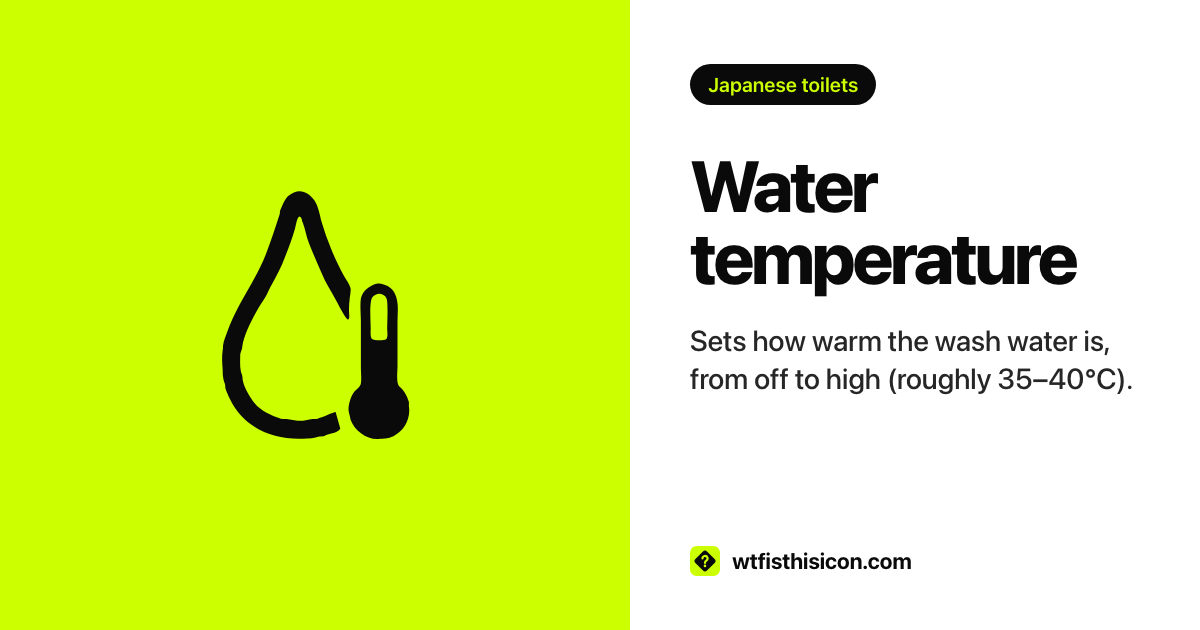 Japanese toilets
Water
temperature
Sets how warm the wash water is,
from off to high (roughly 35–40°C).
?
wtfisthisicon.com